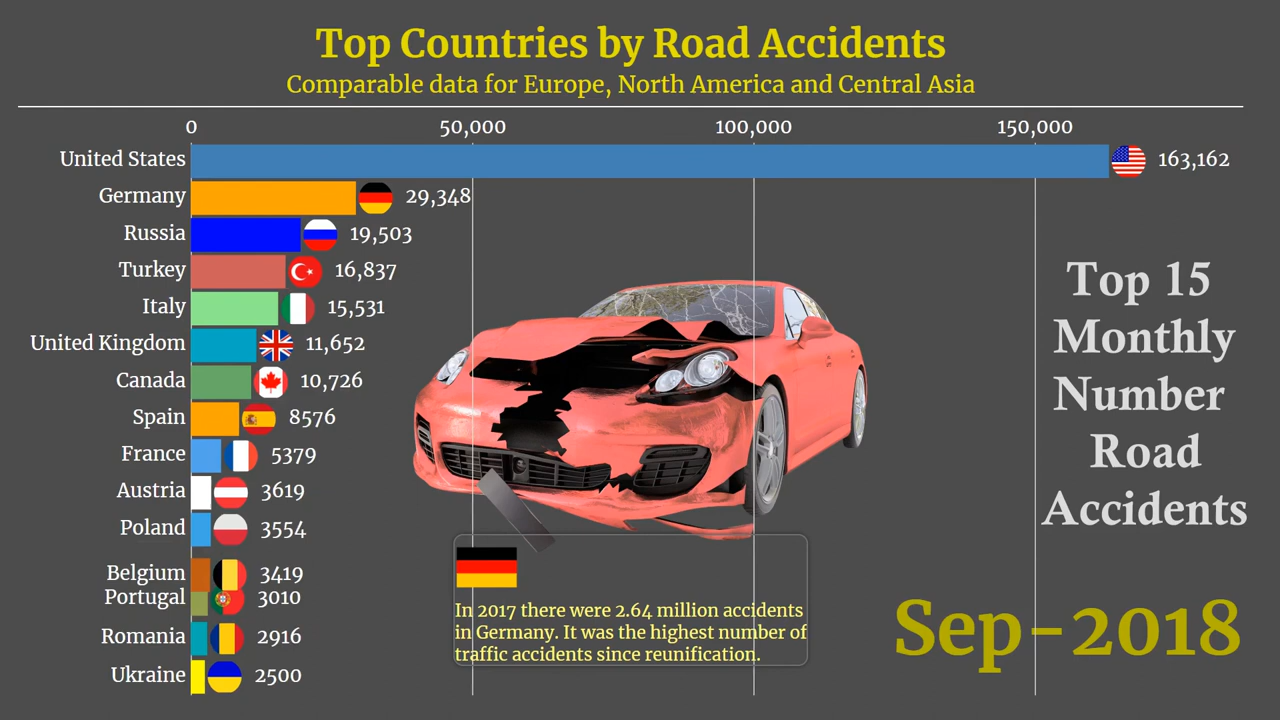 Top Countries by Road Accidents
Comparable data for Europe, North America and Central Asia
0 50,000 100,000 150,000
United States 163,162
Germany 29,348
Russia 19,503
Turkey 16,837
Italy 15,531
United Kingdom 11,652
Canada 10,726
Spain 8576
France 5379
Austria 3619
Poland 3554
Belgium 3419
Portugal 3010
Romania 2916
Ukraine 2500
Top 15
Monthly
Number
Road
Accidents
In 2017 there were 2.64 million accidents
in Germany. It was the highest number of
traffic accidents since reunification.
Sep-2018